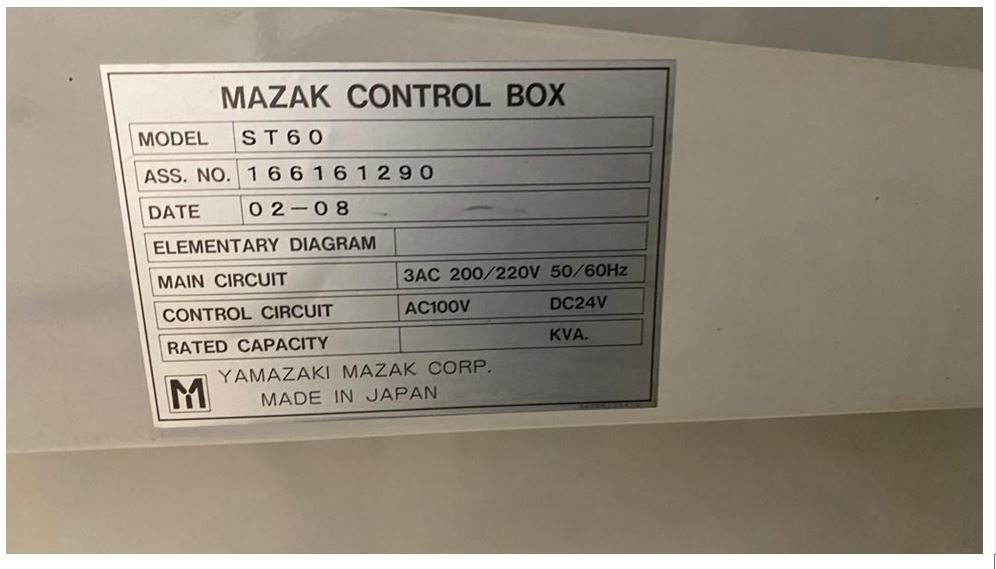 MAZAK CONTROL BOX
MODEL ST60
ASS. NO. 166161290
DATE 02-08
ELEMENTARY DIAGRAM
MAIN CIRCUIT 3AC 200/220V 50/60Hz
CONTROL CIRCUIT AC100V DC24V
RATED CAPACITY KVA.
YAMAZAKI MAZAK CORP.
MADE IN JAPAN